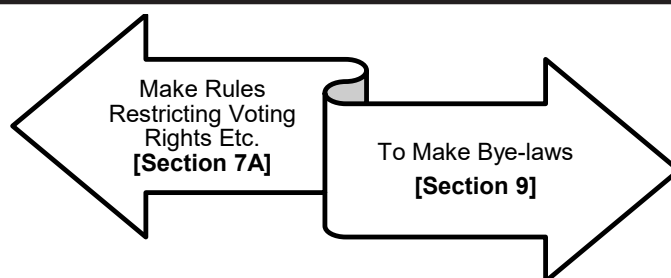 Make Rules
Restricting Voting
Rights Etc.
[Section 7A]
To Make Bye-laws
[Section 9]